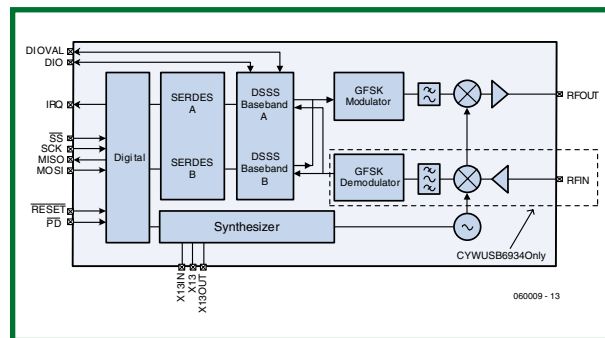 DIOVAL
DIO
IRQ
SS
SCK
MISO
MOSI
RESET
PD
Digital
SERDES
A
SERDES
B
DSSS
Baseband
A
DSSS
Baseband
B
GFSK
Modulator
GFSK
Demodulator
RFOUT
RFIN
Synthesizer
X13IN
X13
X13OUT
CYWUSB6934Only
060009 - 13